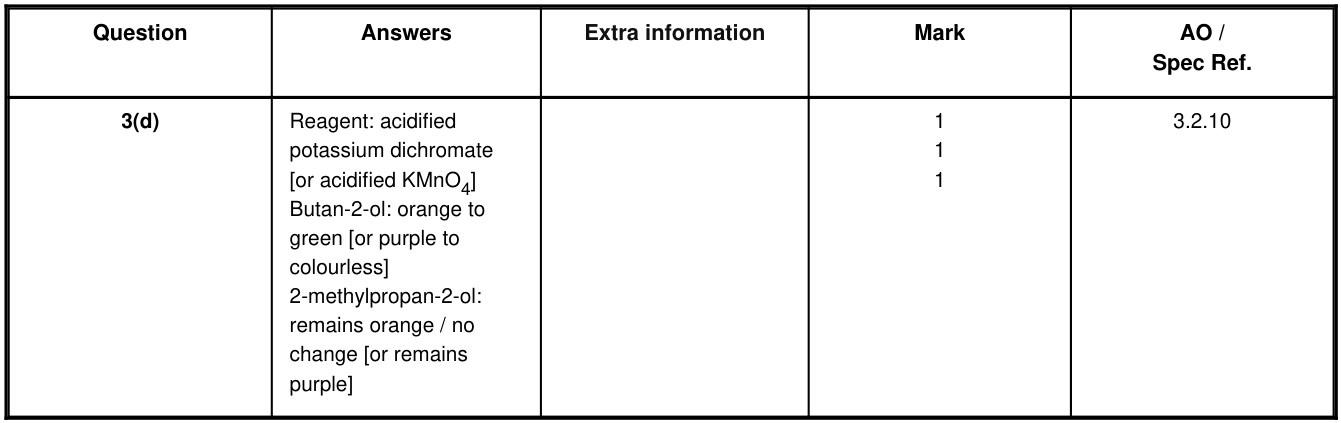 Question Answers Extra information Mark AO /
Spec Ref.
3(d) Reagent: acidified 1 3.2.10
potassium dichromate 1
[or acidified KMnO4] 1
Butan-2-ol: orange to
green [or purple to
colourless]
2-methylpropan-2-ol:
remains orange / no
change [or remains
purple]